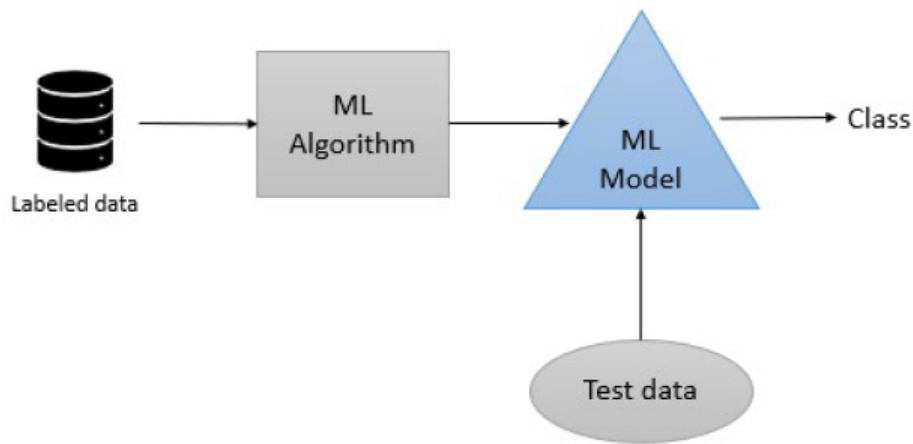 Labeled data
ML
Algorithm
ML
Model
Class
Test data